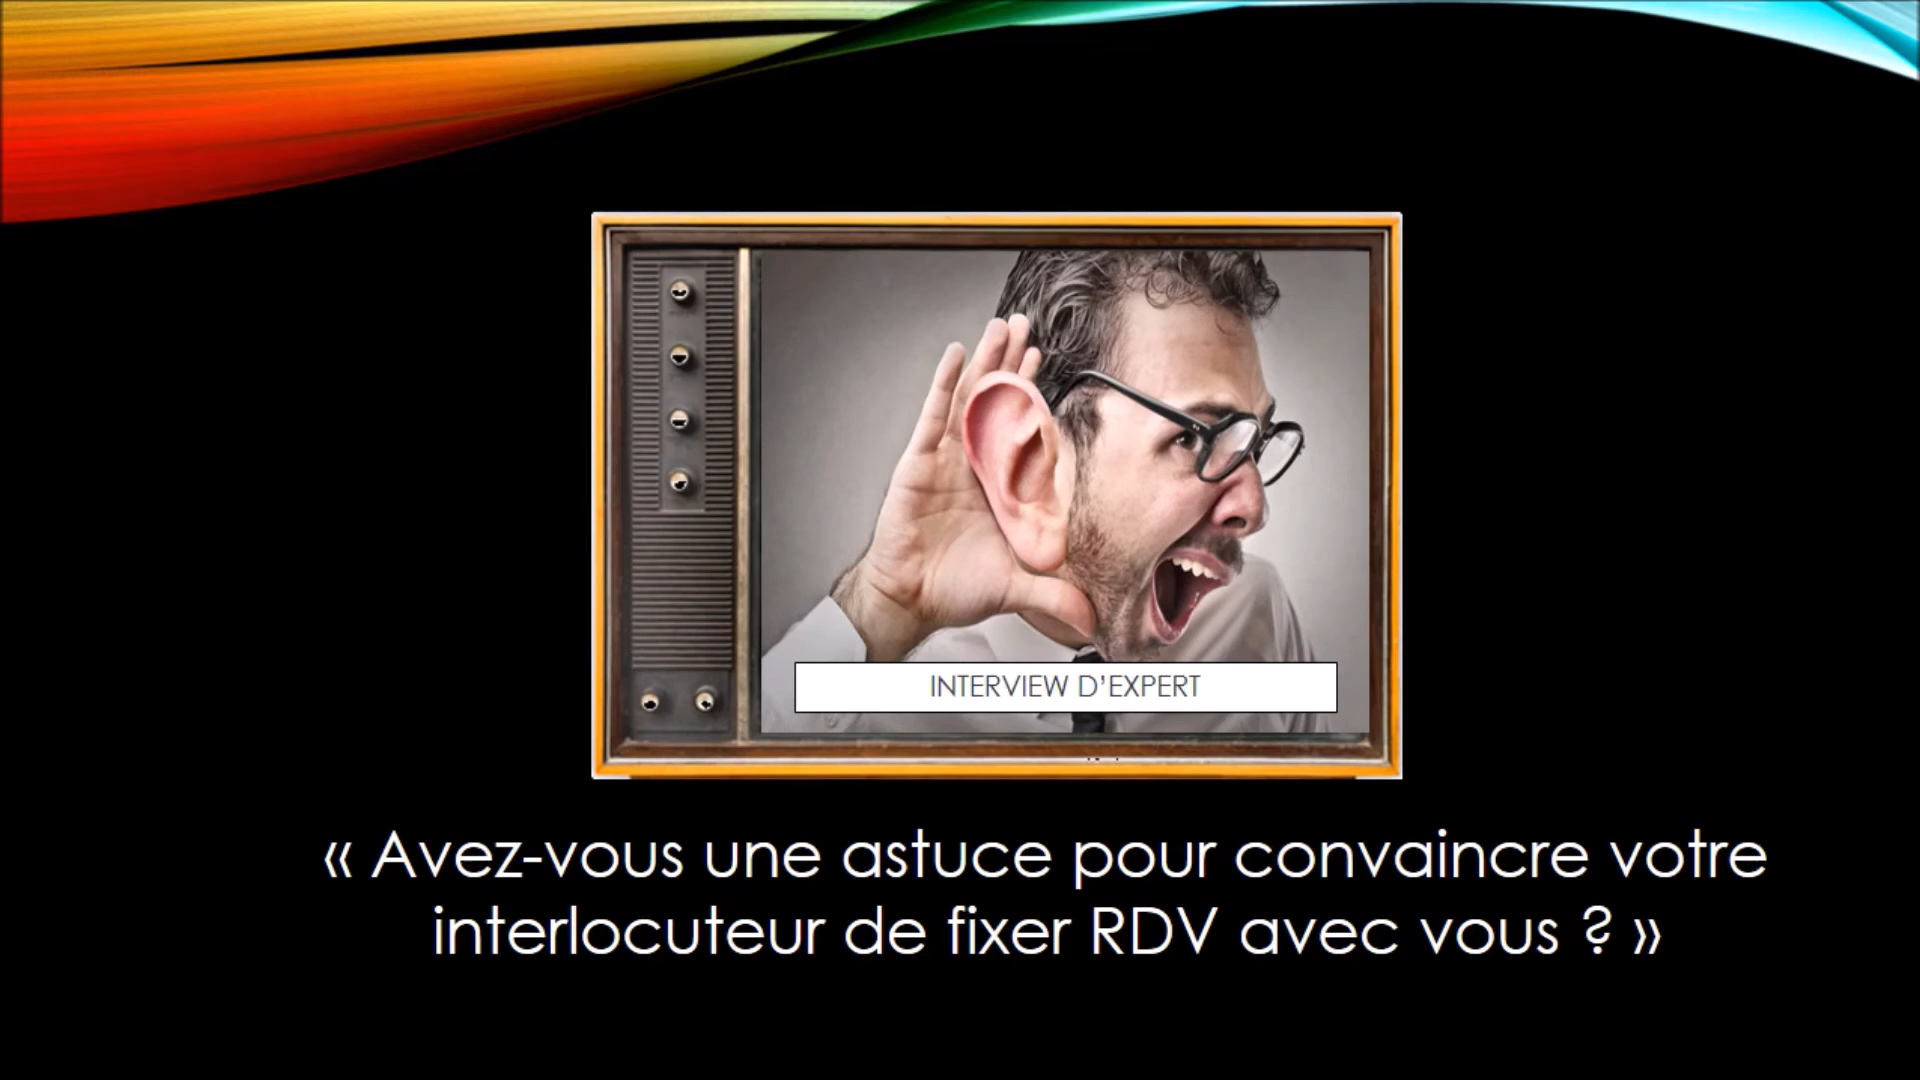 INTERVIEW D’EXPERT
« Avez-vous une astuce pour convaincre votre
interlocuteur de fixer RDV avec vous ? »